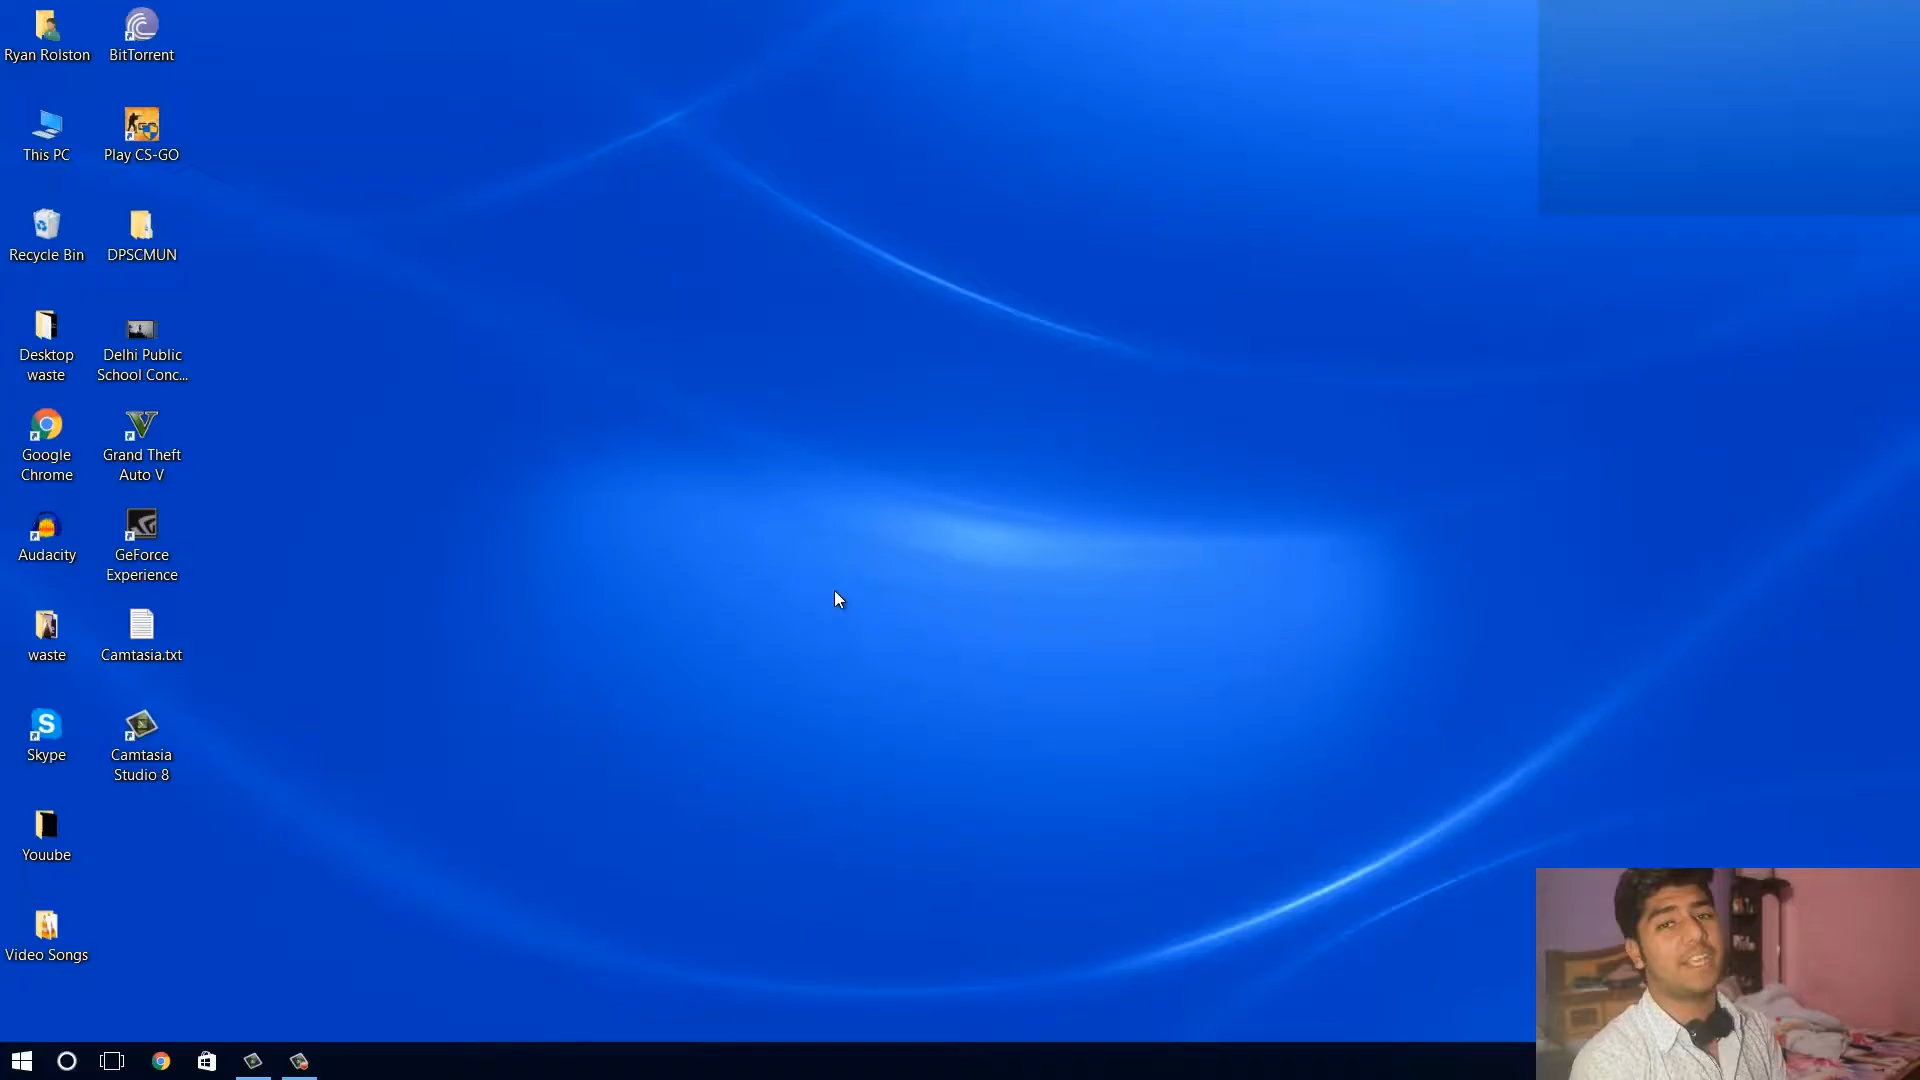 Ryan Rolston
BitTorrent
This PC
Play CS-GO
Recycle Bin
DPSCMUN
Desktop
waste
Delhi Public
School Conc...
Google
Chrome
Grand Theft
Auto V
Audacity
GeForce
Experience
waste
Camtasia.txt
Skype
Camtasia
Studio 8
Youube
Video Songs